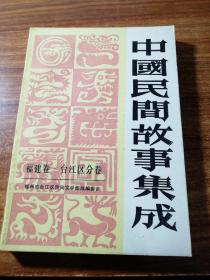 中國民間故事集成
福建卷 台江区分卷
福州市台江区民间文学集成编委会